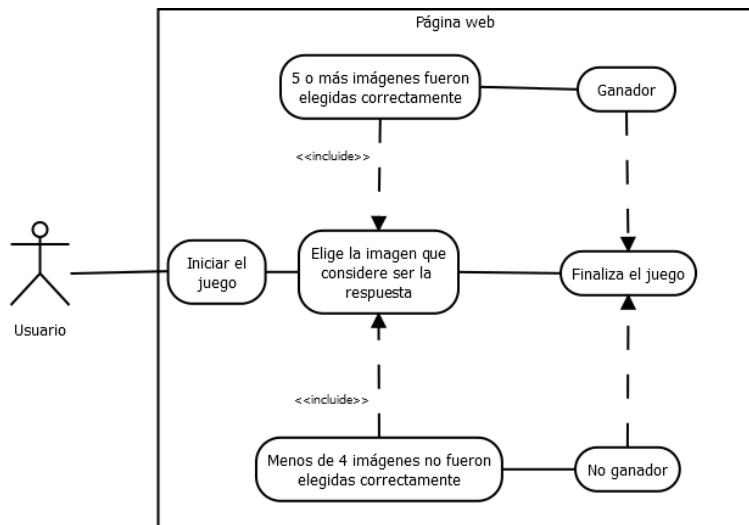 Página web
5 o más imágenes fueron
elegidas correctamente
Ganador
<<incluide>>
Iniciar el
juego
Elige la imagen que
considere ser la
respuesta
Finaliza el juego
Usuario
<<incluide>>
Menos de 4 imágenes no fueron
elegidas correctamente
No ganador